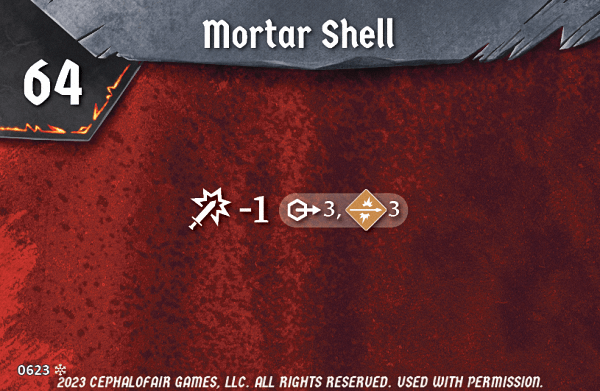 Mortar Shell
64
-1 3, 3
0623
2023 CEPHALOFAIR GAMES, LLC. ALL RIGHTS RESERVED. USED WITH PERMISSION.